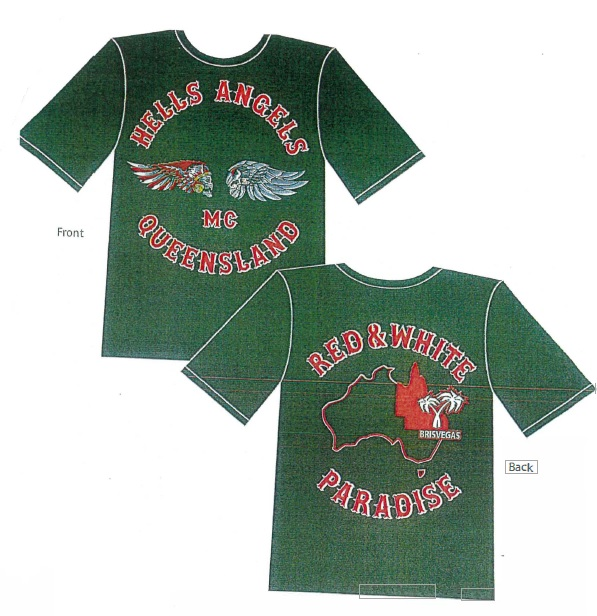 HELLS ANGELS
MC
QUEENSLAND
Front
RED & WHITE
BRISVEGAS
PARADISE
Back